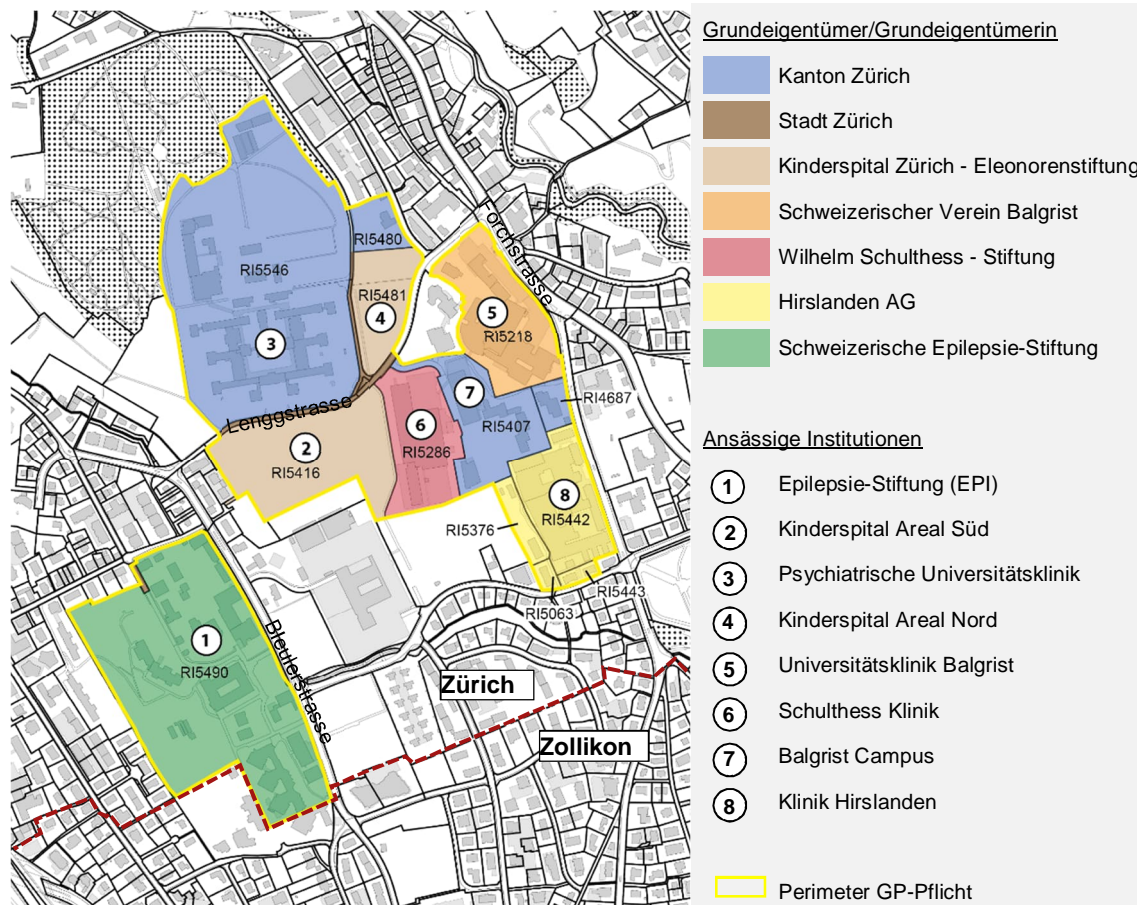 RI5480
Forchstrasse
RI5546
RI5481
4
5
RI5218
3
7
RI4687
Lenggstrasse
6
RI5407
2
RI5286
RI5416
8
RI5376
RI5442
RI5443
RI5063
1
Bleulerstrasse
RI5490
Zürich
Zollikon
Grundeigentümer/Grundeigentümerin
Kanton Zürich
Stadt Zürich
Kinderspital Zürich - Eleonorenstiftung
Schweizerischer Verein Balgrist
Wilhelm Schulthess - Stiftung
Hirslanden AG
Schweizerische Epilepsie-Stiftung
Ansässige Institutionen
1 Epilepsie-Stiftung (EPI)
2 Kinderspital Areal Süd
3 Psychiatrische Universitätsklinik
4 Kinderspital Areal Nord
5 Universitätsklinik Balgrist
6 Schulthess Klinik
7 Balgrist Campus
8 Klinik Hirslanden
Perimeter GP-Pflicht